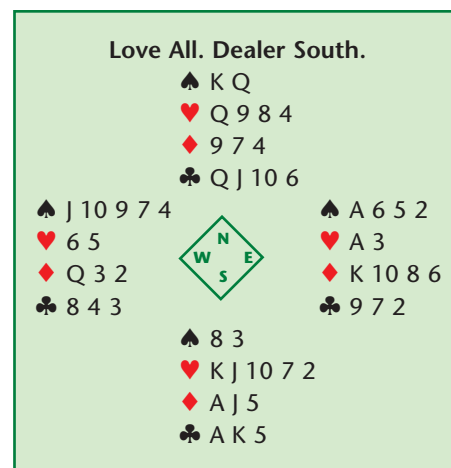 Love All. Dealer South.
♠ K Q
♥ Q 9 8 4
♦ 9 7 4
♣ Q J 10 6
♠ J 10 9 7 4 N ♠ A 6 5 2
♥ 6 5 W E ♥ A 3
♦ Q 3 2 S ♦ K 10 8 6
♣ 8 4 3 ♣ 9 7 2
♠ 8 3
♥ K J 10 7 2
♦ A J 5
♣ A K 5